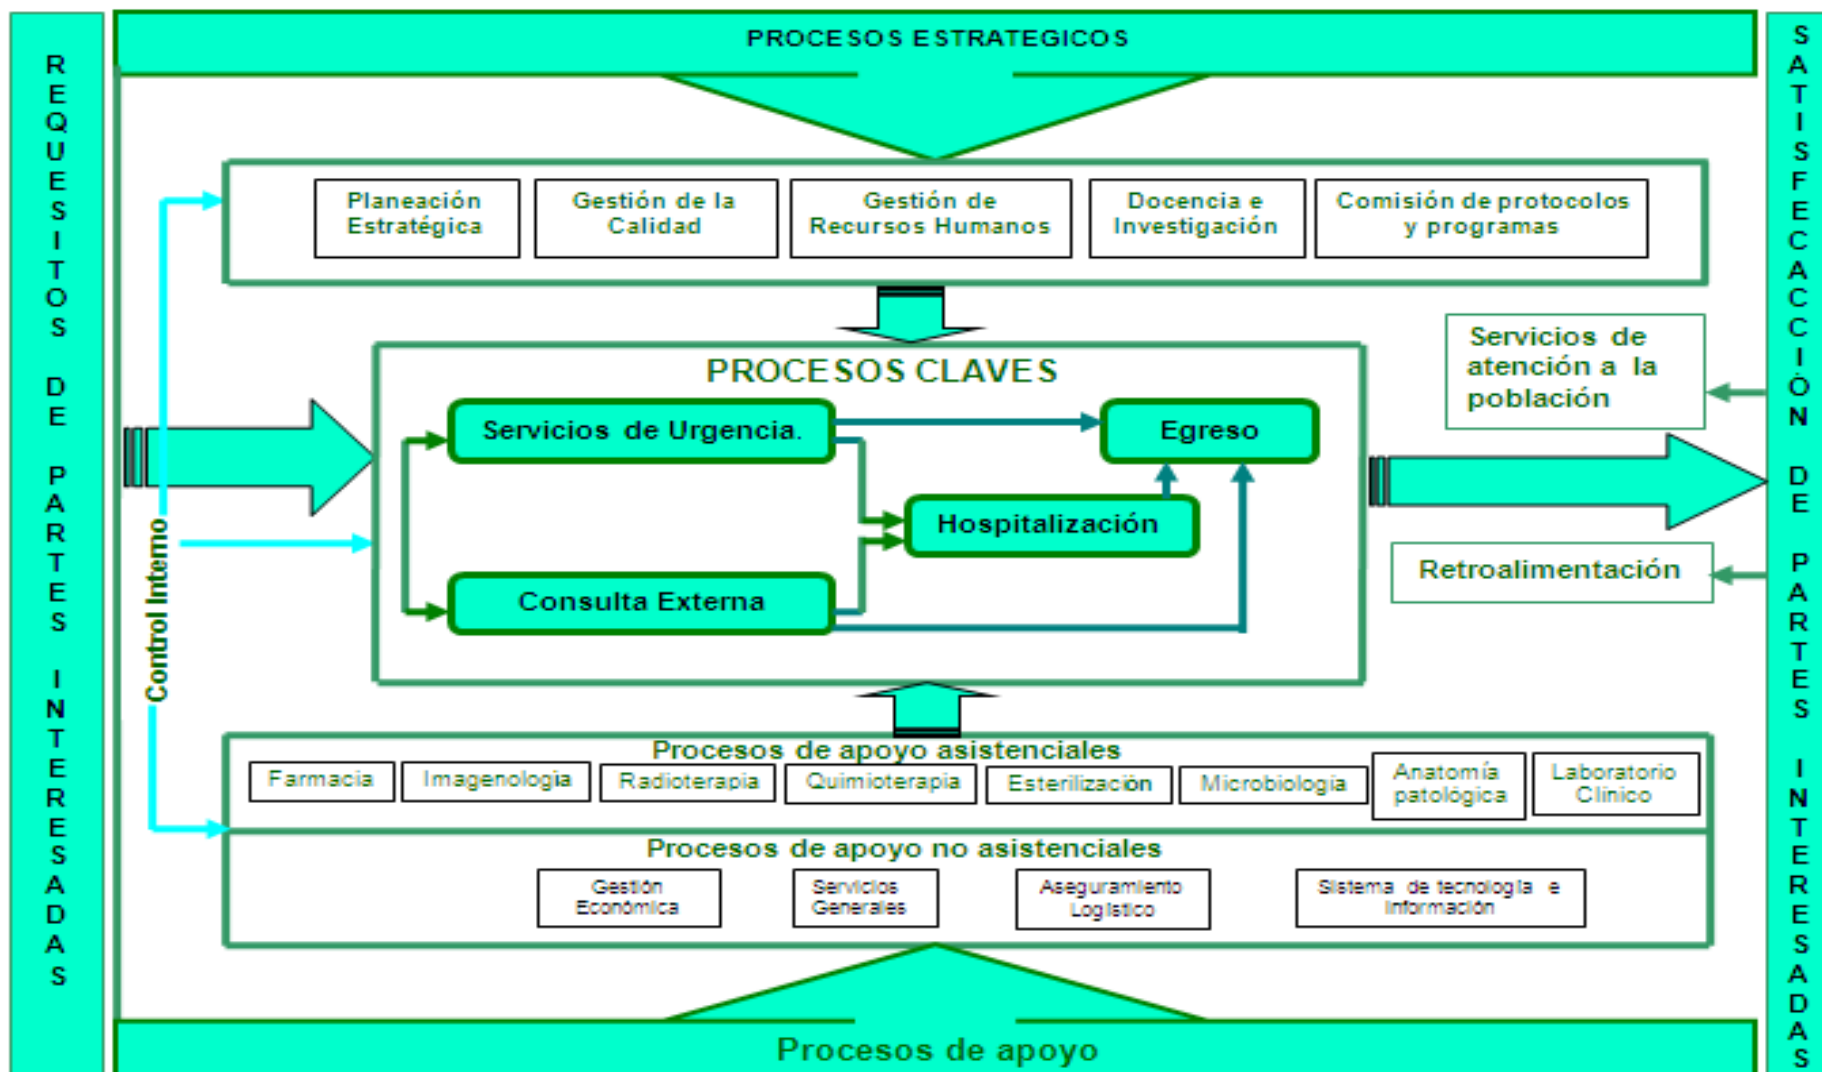 REQUESITOS DE PARTES INTERESADAS
PROCESOS ESTRATEGICOS
Planeación
Estratégica
Gestión de la
Calidad
Gestión de
Recursos Humanos
Docencia e
Investigación
Comisión de protocolos
y programas
Control Interno
PROCESOS CLAVES
Servicios de Urgencia.
Egreso
Hospitalización
Consulta Externa
Servicios de
atención a la
población
Retroalimentación
Procesos de apoyo asistenciales
Farmacia
Imagenología
Radioterapia
Quimioterapia
Esterilización
Microbiología
Anatomía
patológica
Laboratorio
Clínico
Procesos de apoyo no asistenciales
Gestión
Económica
Servicios
Generales
Aseguramiento
Logístico
Sistema de tecnología e
información
Procesos de apoyo
SATISFECACCIÓN DE PARTES INTERESADAS